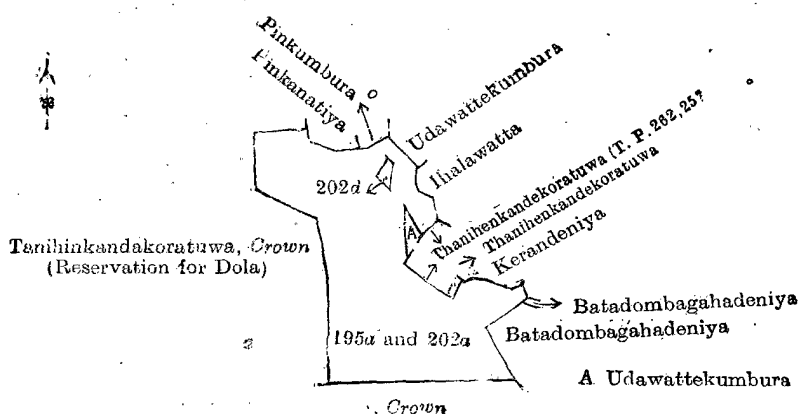 Pinkumbura
o
Pinkanatiya
Udawattekumbura
Ihalawatta
202d
Thanihenkandekoratuwa (T. P. 262,257
Thanihenkandekoratuwa
Kerandeniya
A
Tanihinkandakoratuwa, Crown
(Reservation for Dola)
Batadombagahadeniya
195a and 202a
Batadombagahadeniya
A Udawattekumbura
Crown